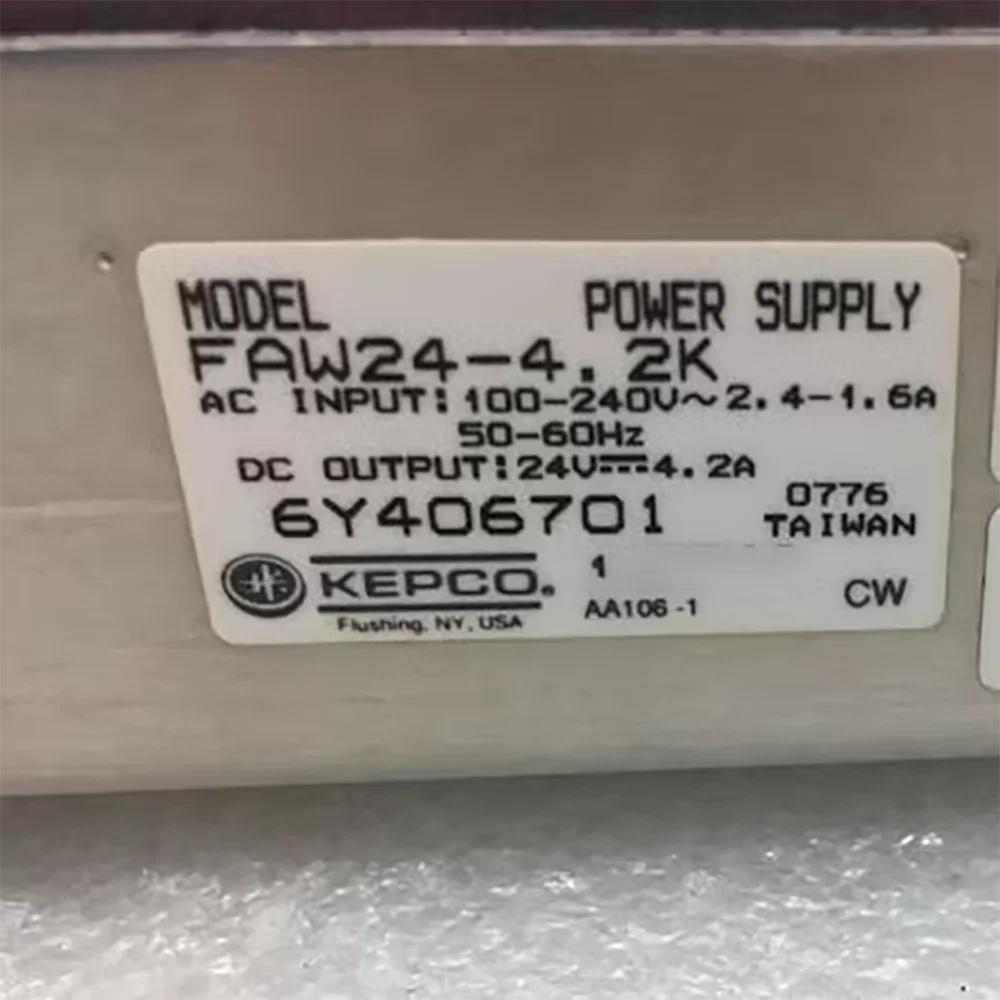 MODEL POWER SUPPLY
FAW24-4.2K
AC INPUT: 100-240V~2.4-1.6A
50-60Hz
DC OUTPUT: 24V⎓4.2A
6Y406701 0776
TAIWAN
KEPCO® 1
AA106-1 CW
Flushing, NY, USA